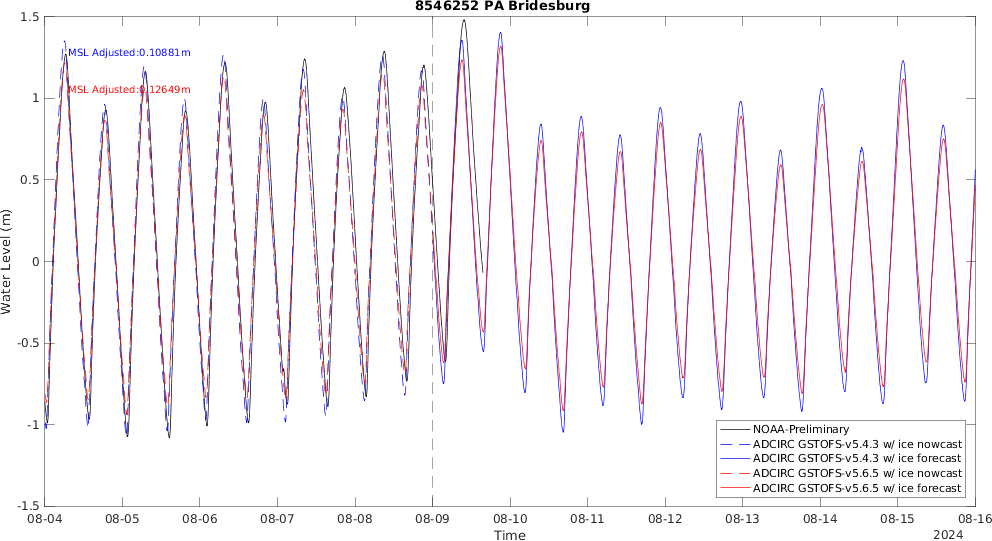 8546252 PA Bridesburg
MSL Adjusted:0.10881m
MSL Adjusted:0.12649m
Water Level (m)
1.5
1
0.5
0
-0.5
-1
-1.5
NOAA-Preliminary
ADCIRC GSTOFS-v5.4.3 w/ ice nowcast
ADCIRC GSTOFS-v5.4.3 w/ ice forecast
ADCIRC GSTOFS-v5.6.5 w/ ice nowcast
ADCIRC GSTOFS-v5.6.5 w/ ice forecast
08-04 08-05 08-06 08-07 08-08 08-09 08-10 08-11 08-12 08-13 08-14 08-15 08-16
Time
2024